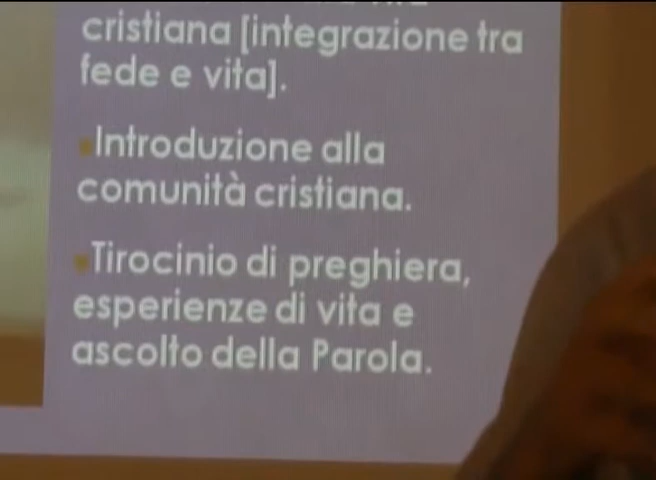 cristiana [integrazione tra
fede e vita].
Introduzione alla
comunità cristiana.
Tirocinio di preghiera,
esperienze di vita e
ascolto della Parola.